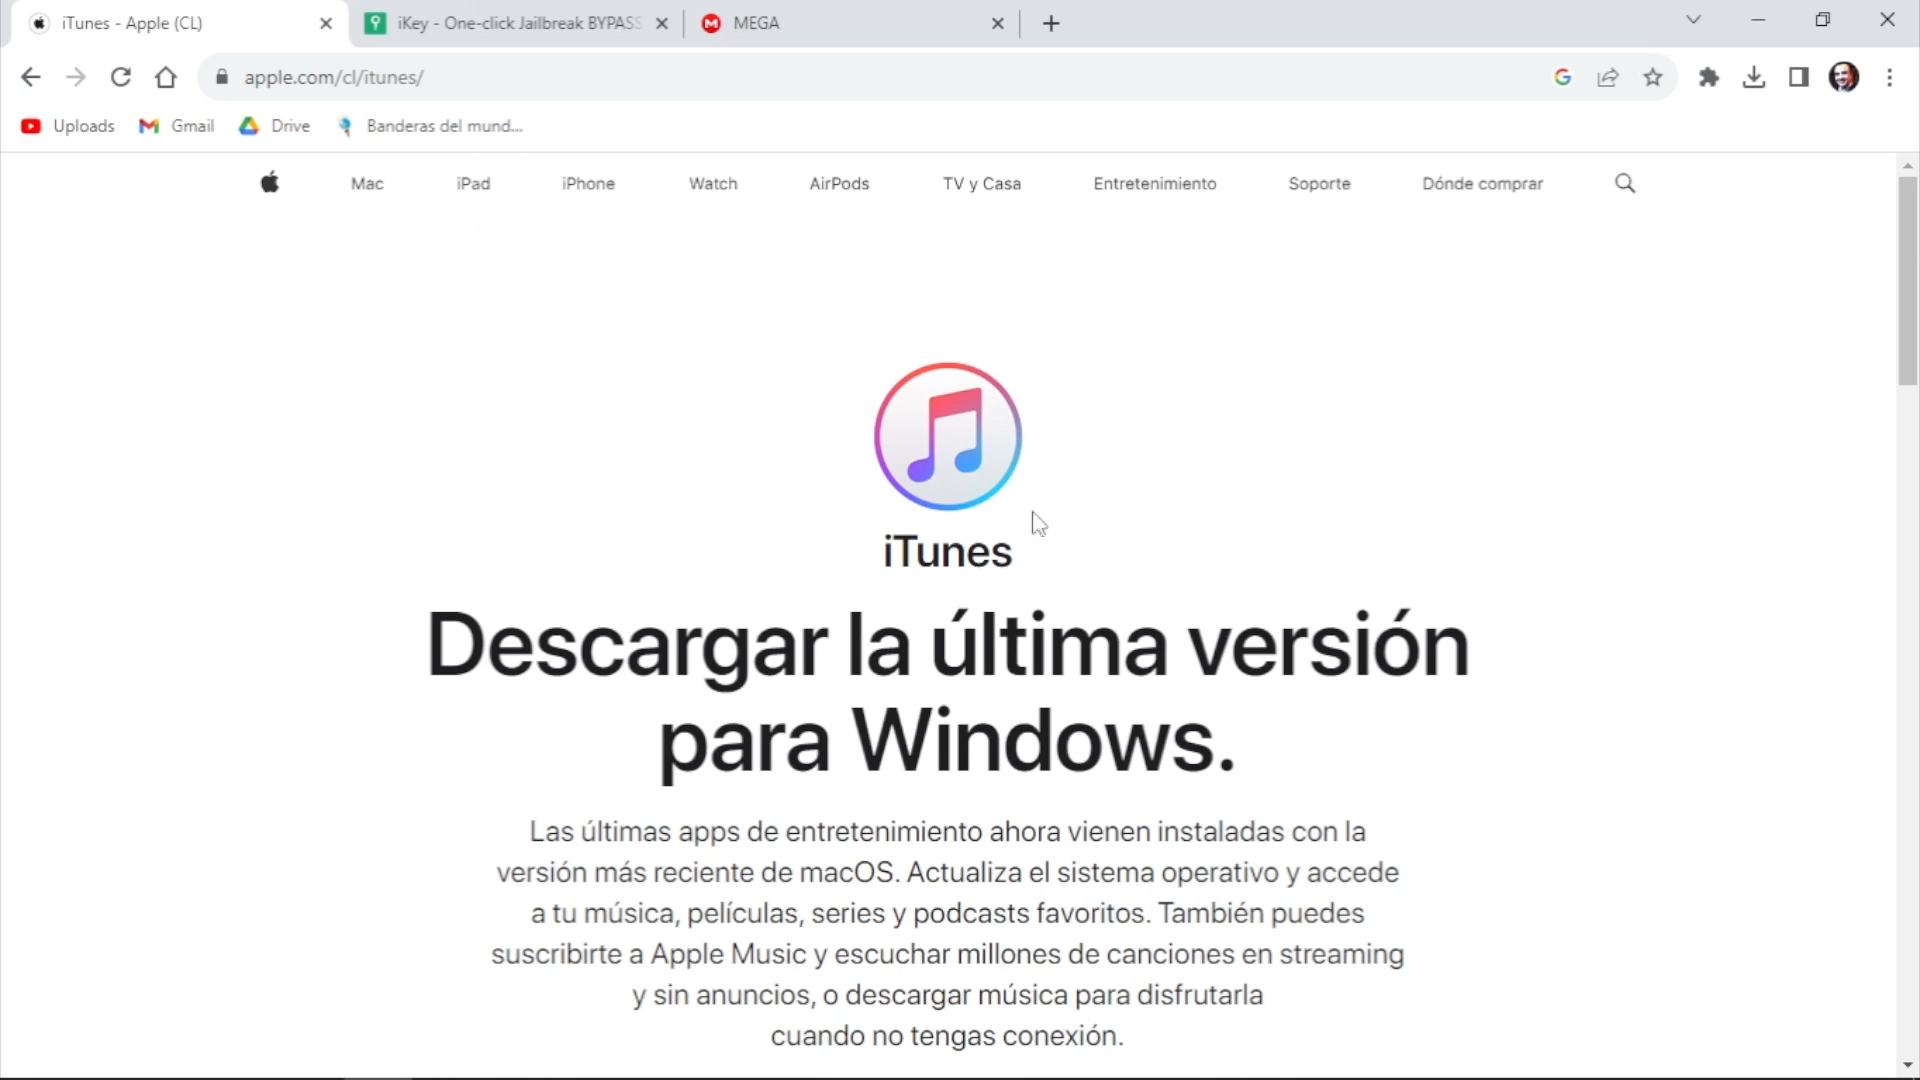 iTunes - Apple (CL)
iKey - One-click Jailbreak BYPASS
MEGA
apple.com/cl/itunes/
Uploads
Gmail
Drive
Banderas del mund...
Mac
iPad
iPhone
Watch
AirPods
TV y Casa
Entretenimiento
Soporte
Dónde comprar
iTunes
Descargar la última versión
para Windows.
Las últimas apps de entretenimiento ahora vienen instaladas con la
versión más reciente de macOS. Actualiza el sistema operativo y accede
a tu música, películas, series y podcasts favoritos. También puedes
suscribirte a Apple Music y escuchar millones de canciones en streaming
y sin anuncios, o descargar música para disfrutarla
cuando no tengas conexión.